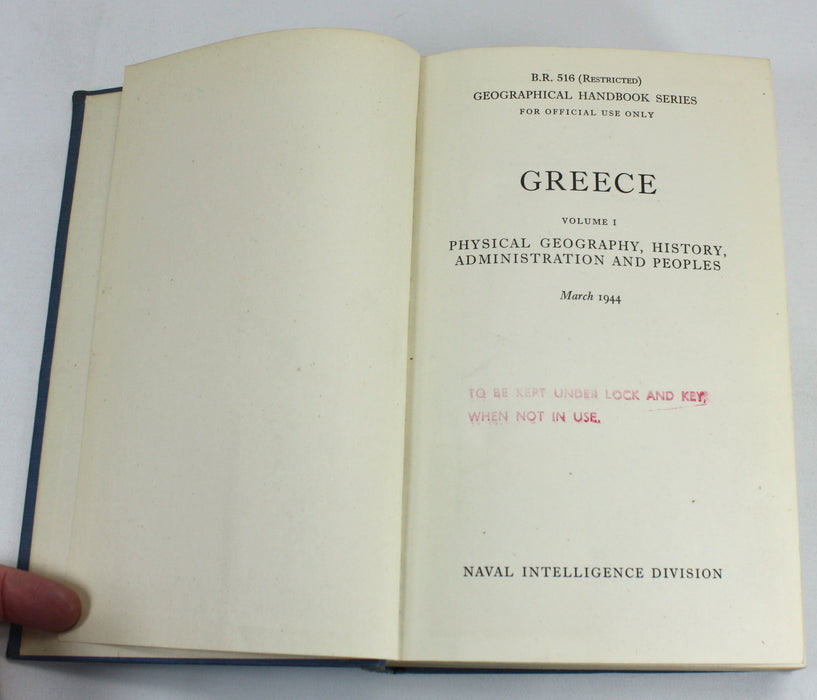 B.R. 516 (RESTRICTED)
GEOGRAPHICAL HANDBOOK SERIES
FOR OFFICIAL USE ONLY
GREECE
VOLUME I
PHYSICAL GEOGRAPHY, HISTORY,
ADMINISTRATION AND PEOPLES
March 1944
TO BE KEPT UNDER LOCK AND KEY,
WHEN NOT IN USE.
NAVAL INTELLIGENCE DIVISION